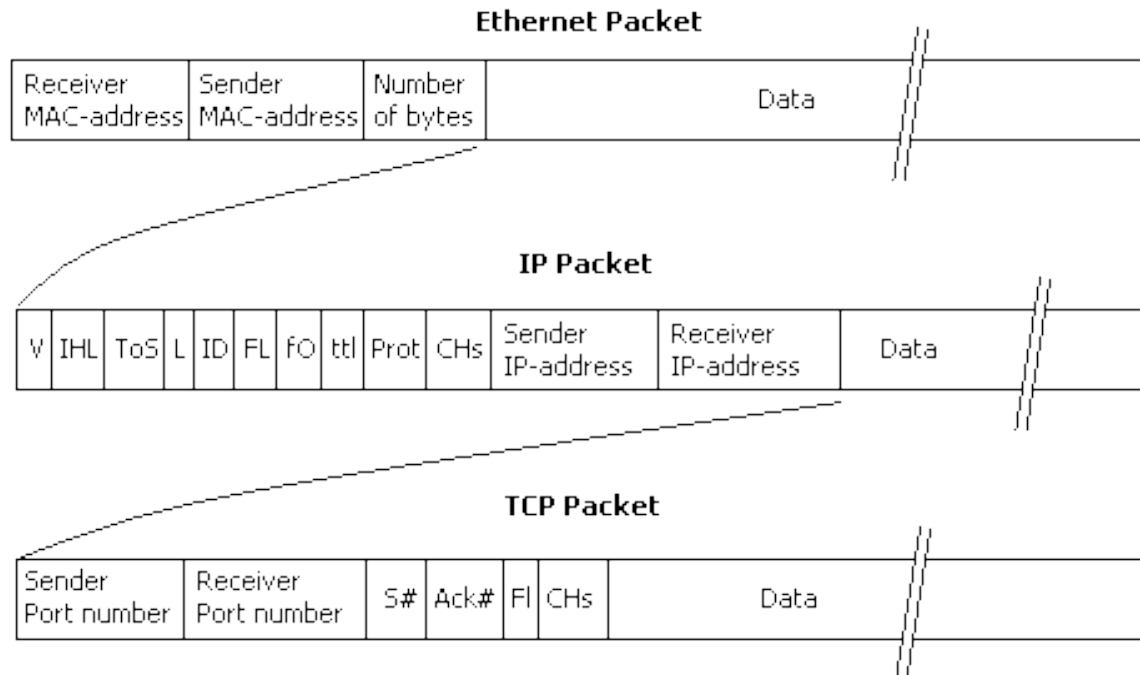 Ethernet Packet
Receiver MAC-address
Sender MAC-address
Number of bytes
Data
IP Packet
V IHL ToS L ID FL fO ttl Prot CHs
Sender IP-address
Receiver IP-address
Data
TCP Packet
Sender Port number
Receiver Port number
S# Ack# Fl CHs
Data